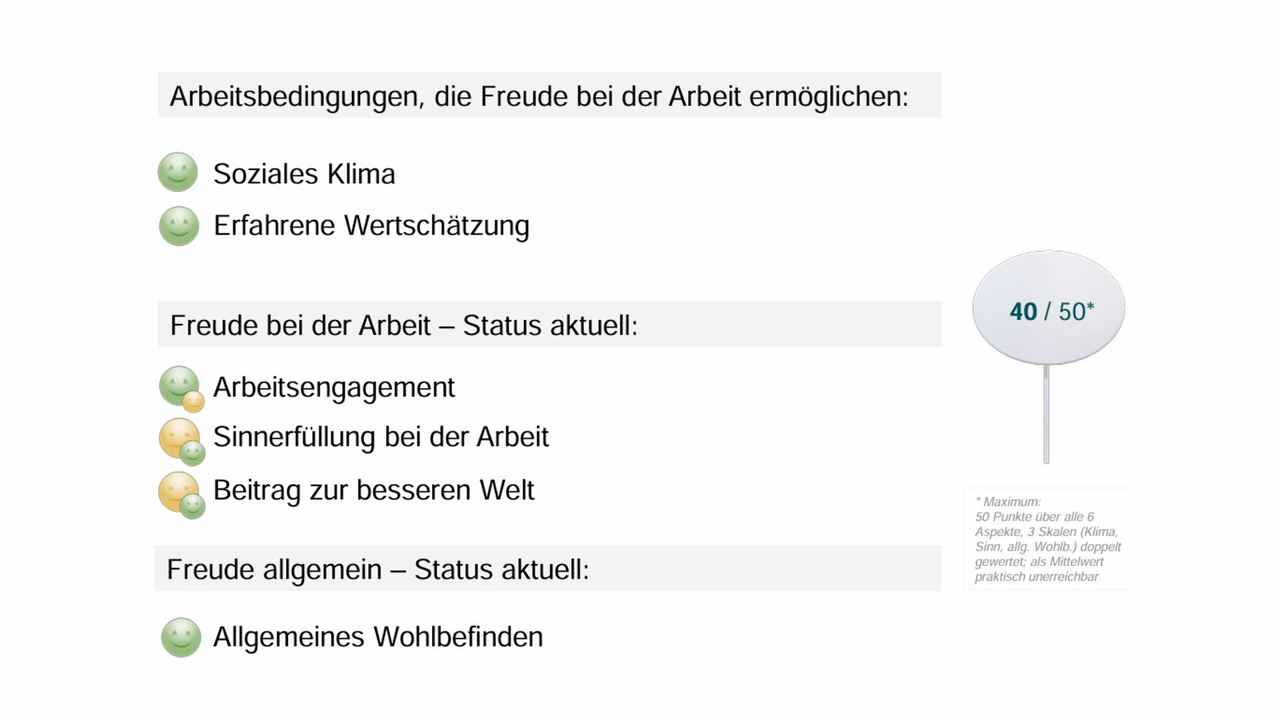 Arbeitsbedingungen, die Freude bei der Arbeit ermöglichen:
Soziales Klima
Erfahrene Wertschätzung
Freude bei der Arbeit – Status aktuell:
Arbeitsengagement
Sinnerfüllung bei der Arbeit
Beitrag zur besseren Welt
Freude allgemein – Status aktuell:
Allgemeines Wohlbefinden
40 / 50*
* Maximum:
50 Punkte über alle 6
Aspekte, 3 Skalen (Klima,
Sinn, allg. Wohlb.) doppelt
gewertet; als Mittelwert
praktisch unerreichbar